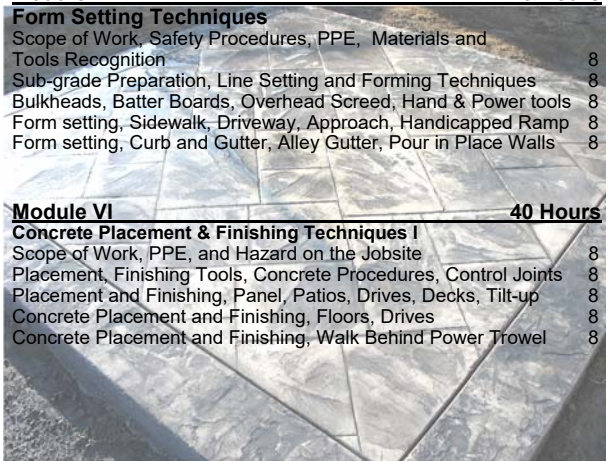 Form Setting Techniques
Scope of Work, Safety Procedures, PPE, Materials and
Tools Recognition 8
Sub-grade Preparation, Line Setting and Forming Techniques 8
Bulkheads, Batter Boards, Overhead Screed, Hand & Power tools 8
Form setting, Sidewalk, Driveway, Approach, Handicapped Ramp 8
Form setting, Curb and Gutter, Alley Gutter, Pour in Place Walls 8
Module VI 40 Hours
Concrete Placement & Finishing Techniques I
Scope of Work, PPE, and Hazard on the Jobsite 8
Placement, Finishing Tools, Concrete Procedures, Control Joints 8
Placement and Finishing, Panel, Patios, Drives, Decks, Tilt-up 8
Concrete Placement and Finishing, Floors, Drives 8
Concrete Placement and Finishing, Walk Behind Power Trowel 8